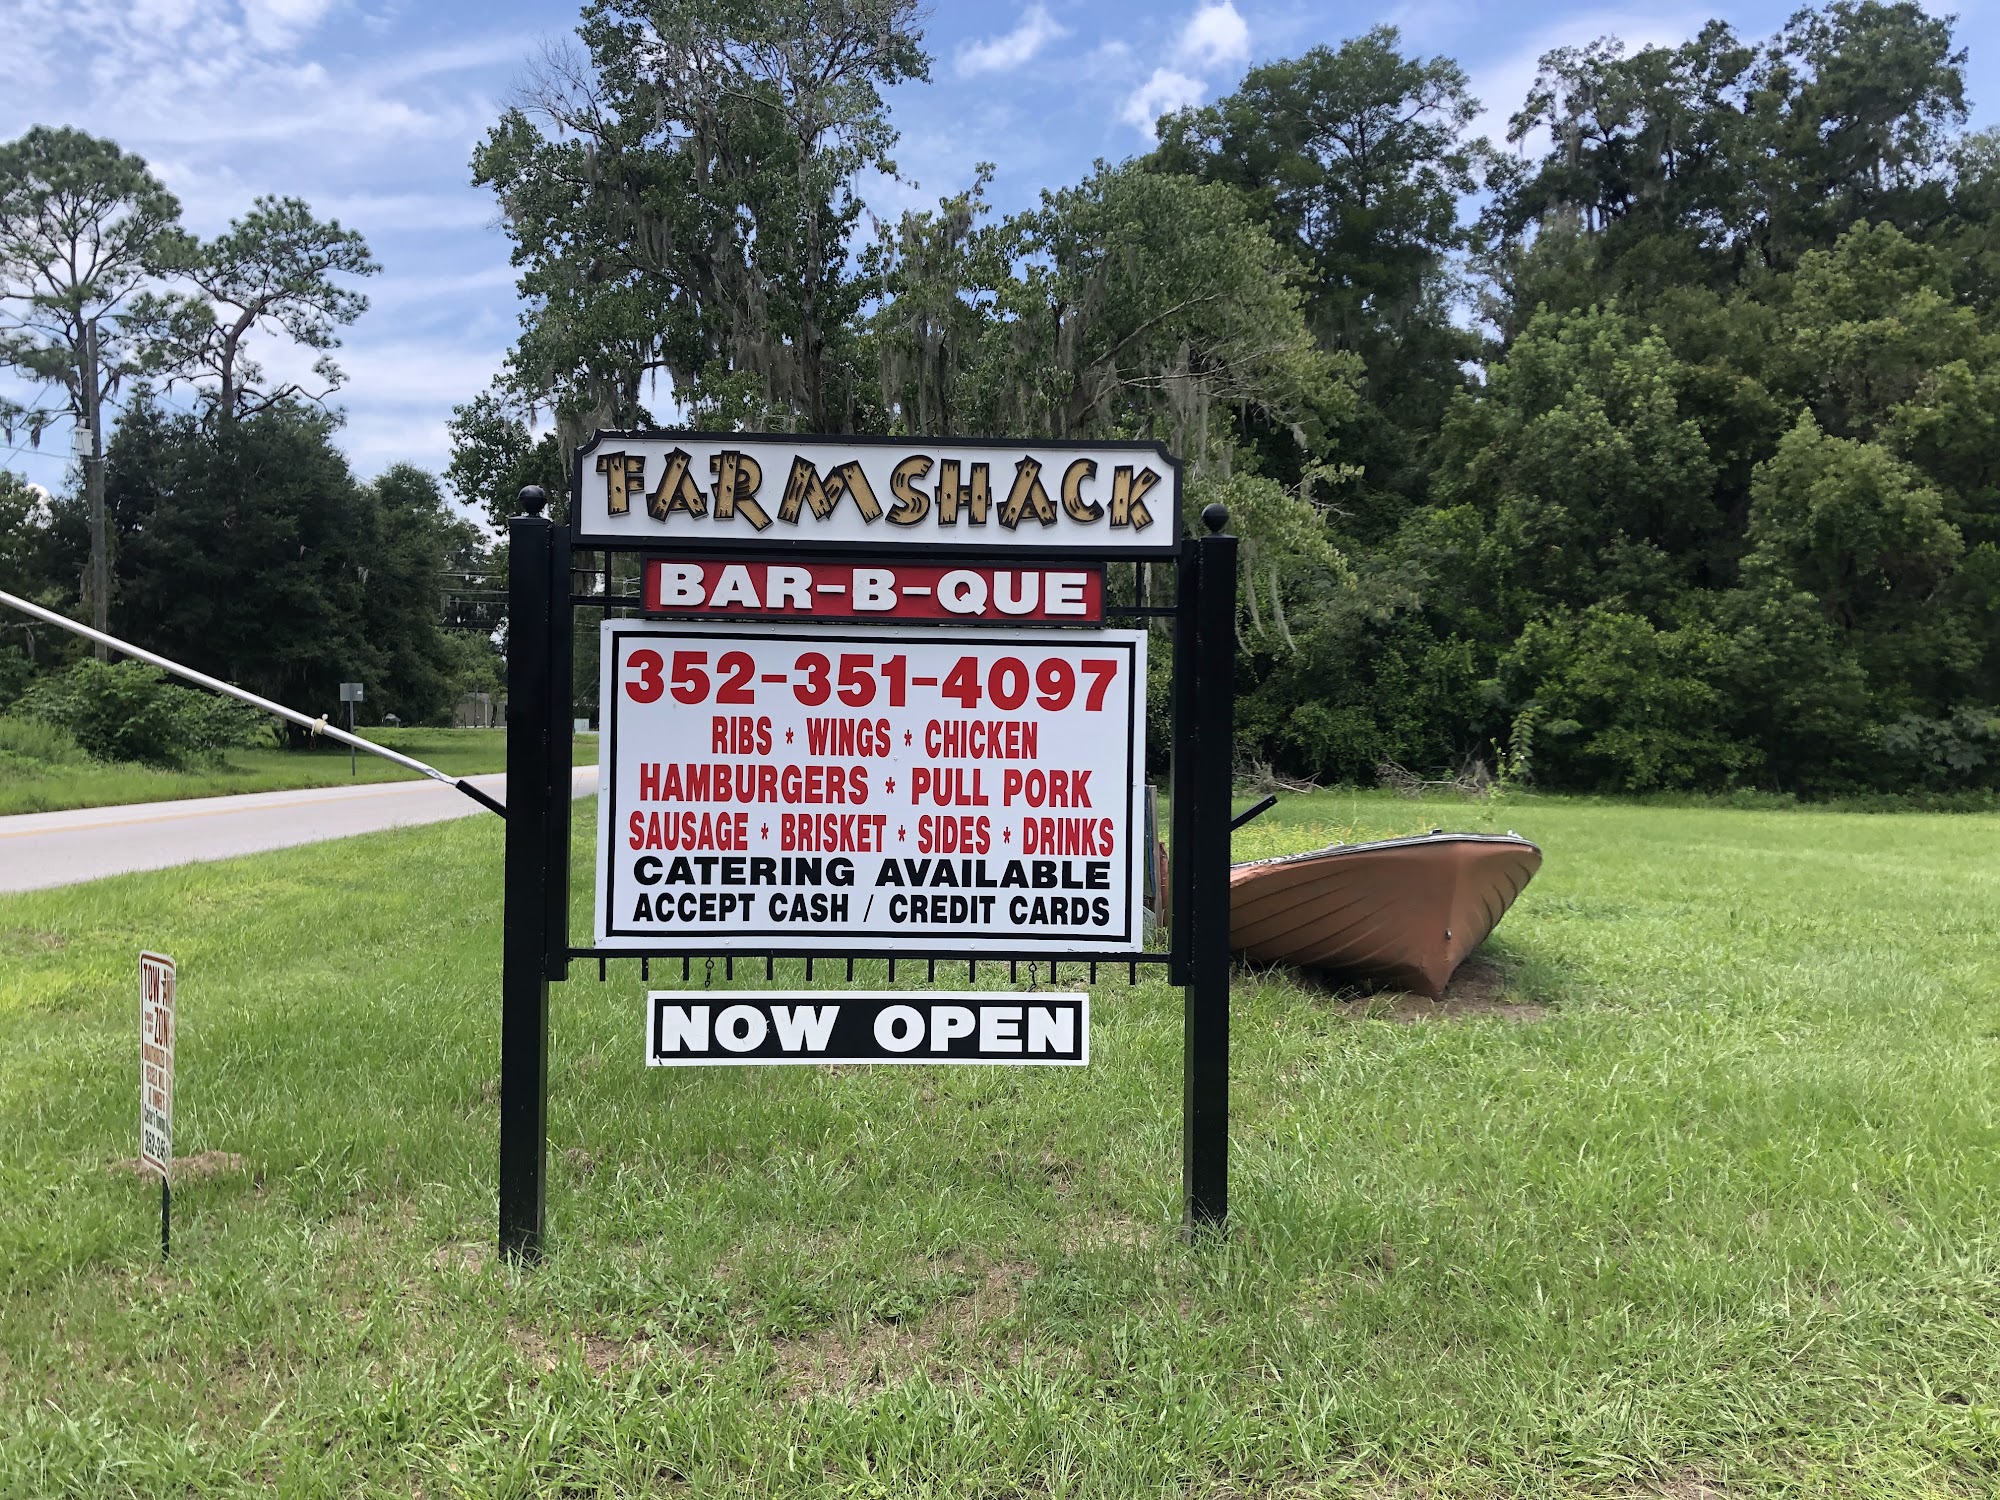 FARMSHACK
BAR-B-QUE
352-351-4097
RIBS * WINGS * CHICKEN
HAMBURGERS * PULL PORK
SAUSAGE * BRISKET * SIDES * DRINKS
CATERING AVAILABLE
ACCEPT CASH / CREDIT CARDS
NOW OPEN
TOW